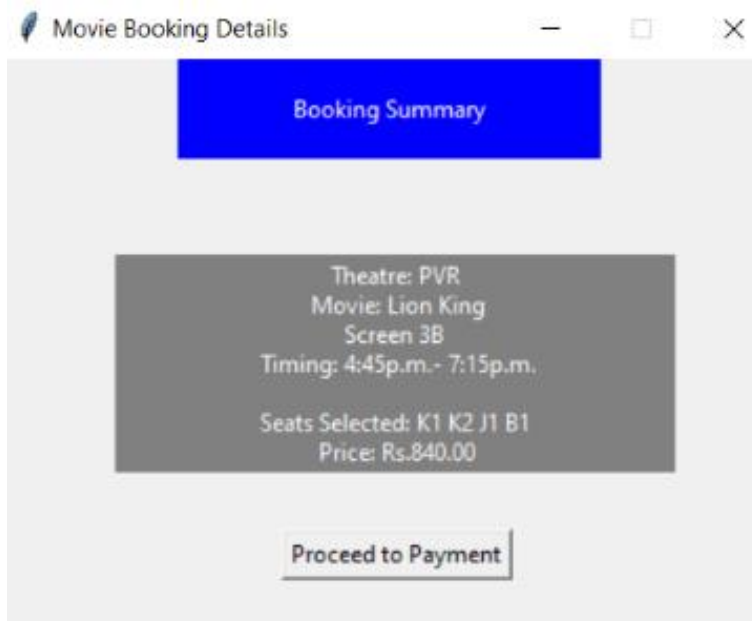 Movie Booking Details
Booking Summary
Theatre: PVR
Movie: Lion King
Screen 3B
Timing: 4:45p.m.- 7:15p.m.
Seats Selected: K1 K2 J1 B1
Price: Rs.840.00
Proceed to Payment